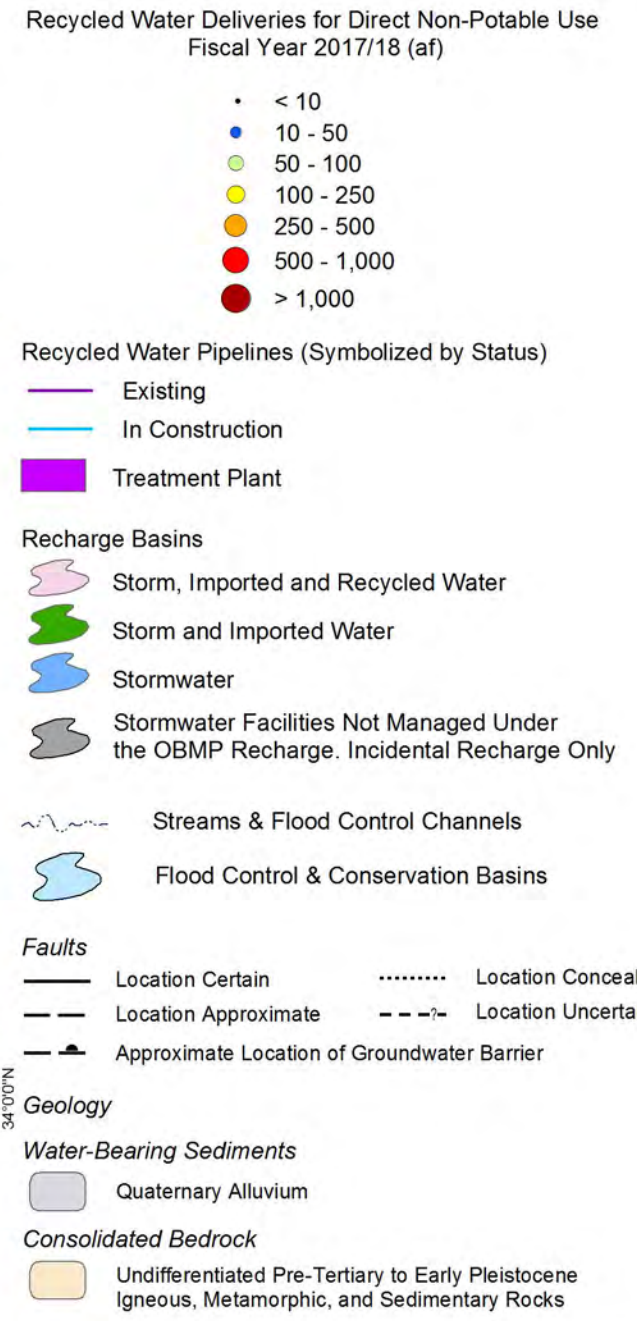 Recycled Water Deliveries for Direct Non-Potable Use
Fiscal Year 2017/18 (af)
< 10
10 - 50
50 - 100
100 - 250
250 - 500
500 - 1,000
> 1,000
Recycled Water Pipelines (Symbolized by Status)
Existing
In Construction
Treatment Plant
Recharge Basins
Storm, Imported and Recycled Water
Storm and Imported Water
Stormwater
Stormwater Facilities Not Managed Under
the OBMP Recharge. Incidental Recharge Only
Streams & Flood Control Channels
Flood Control & Conservation Basins
Faults
Location Certain
Location Conceal
Location Approximate
?
Location Uncerta
Approximate Location of Groundwater Barrier
34°0'0"N
Geology
Water-Bearing Sediments
Quaternary Alluvium
Consolidated Bedrock
Undifferentiated Pre-Tertiary to Early Pleistocene
Igneous, Metamorphic, and Sedimentary Rocks